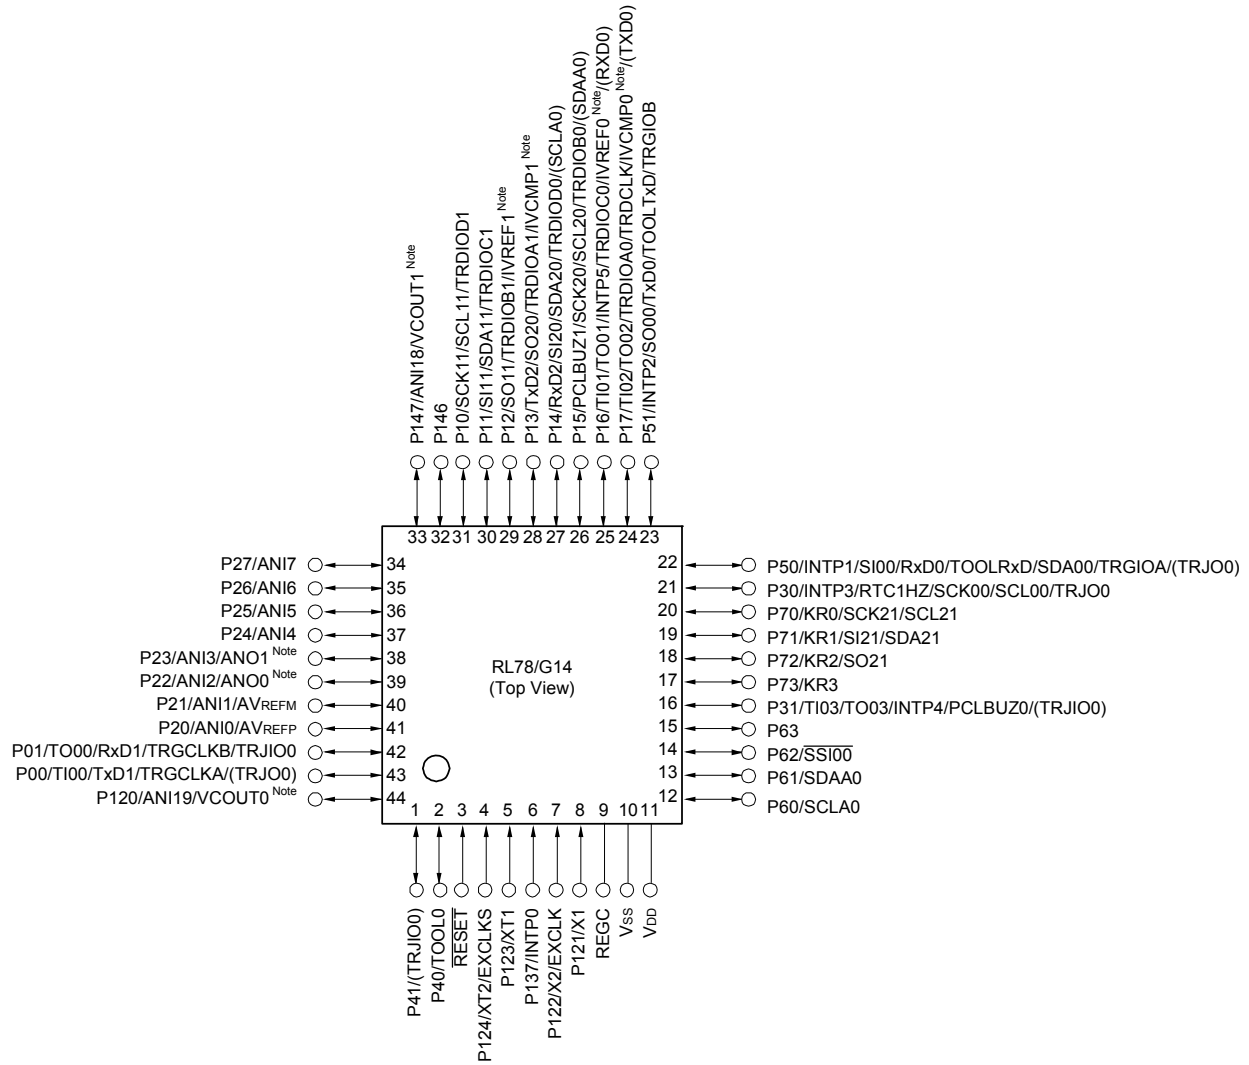 P147/ANI18/VCOUT1 Note
P146
P10/SCK11/SCL11/TRDIOD1
P11/SI11/SDA11/TRDIOC1
P12/SO11/TRDIOB1/IVREF1 Note
P13/TxD2/SO20/TRDIOA1/IVCMP1 Note
P14/RxD2/SI20/SDA20/TRDIOD0/(SCLA0)
P15/PCLBUZ1/SCK20/SCL20/TRDIOB0/(SDAA0)
P16/TI01/TO01/INTP5/TRDIOC0/IVREF0 Note/(RXD0)
P17/TI02/TO02/TRDIOA0/TRDCLK/IVCMP0 Note/(TXD0)
P51/INTP2/SO00/TxD0/TOOLTxD/TRGIOB
33 32 31 30 29 28 27 26 25 24 23
P27/ANI7 34
P26/ANI6 35
P25/ANI5 36
P24/ANI4 37
P23/ANI3/ANO1 Note 38
P22/ANI2/ANO0 Note 39
P21/ANI1/AVREFM 40
P20/ANI0/AVREFP 41
P01/TO00/RxD1/TRGCLKB/TRJIO0 42
P00/TI00/TxD1/TRGCLKA/(TRJO0) 43
P120/ANI19/VCOUT0 Note 44
RL78/G14
(Top View)
22 P50/INTP1/SI00/RxD0/TOOLRxD/SDA00/TRGIOA/(TRJO0)
21 P30/INTP3/RTC1HZ/SCK00/SCL00/TRJO0
20 P70/KR0/SCK21/SCL21
19 P71/KR1/SI21/SDA21
18 P72/KR2/SO21
17 P73/KR3
16 P31/TI03/TO03/INTP4/PCLBUZ0/(TRJIO0)
15 P63
14 P62/SSI00
13 P61/SDAA0
12 P60/SCLA0
1 2 3 4 5 6 7 8 9 10 11
P41/(TRJIO0)
P40/TOOL0
RESET
P124/XT2/EXCLKS
P123/XT1
P137/INTP0
P122/X2/EXCLK
P121/X1
REGC
VSS
VDD